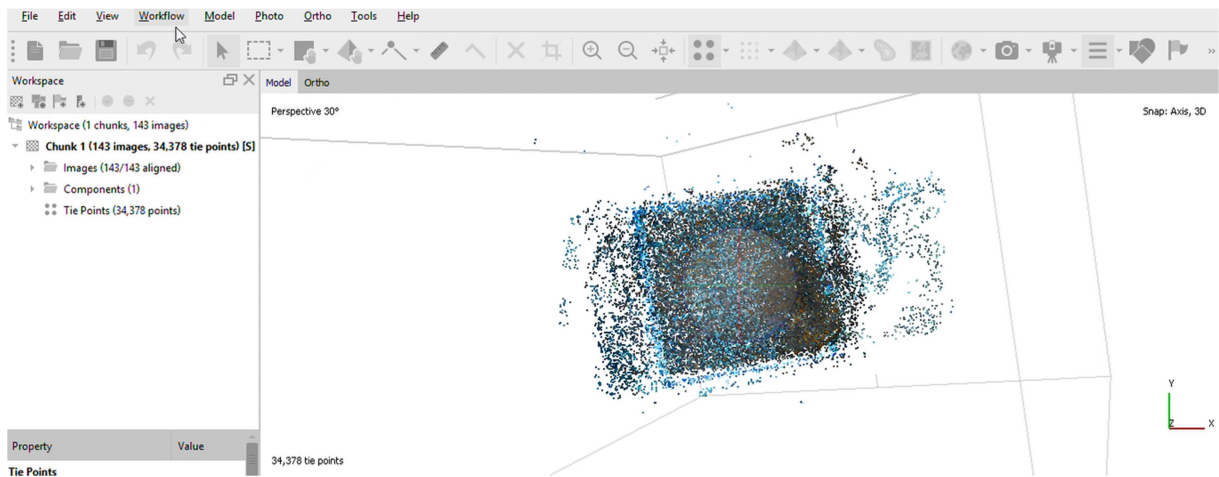 File Edit View Workflow Model Photo Ortho Tools Help
»
Workspace
Model Ortho
Perspective 30°
Snap: Axis, 3D
Workspace (1 chunks, 143 images)
Chunk 1 (143 images, 34,378 tie points) [S]
Images (143/143 aligned)
Components (1)
Tie Points (34,378 points)
Y
Z X
Property Value
34,378 tie points
Tie Points